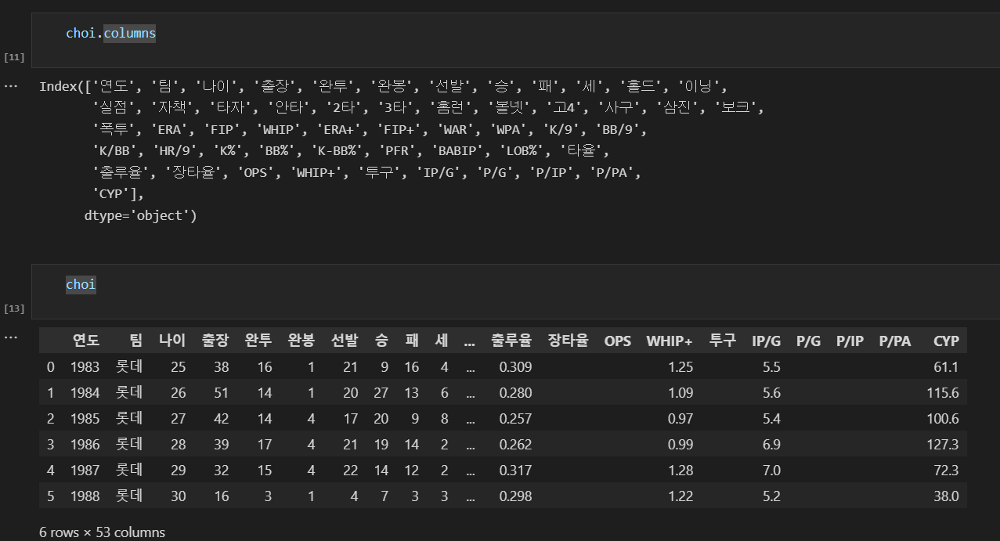 choi.columns
[11]
... Index(['연도', '팀', '나이', '출장', '완투', '완봉', '선발', '승', '패', '세', '홀드', '이닝',
'실점', '자책', '타자', '안타', '2타', '3타', '홈런', '볼넷', '고4', '사구', '삼진', '보크',
'폭투', 'ERA', 'FIP', 'WHIP', 'ERA+', 'FIP+', 'WAR', 'WPA', 'K/9', 'BB/9',
'K/BB', 'HR/9', 'K%', 'BB%', 'K-BB%', 'PFR', 'BABIP', 'LOB%', '타율',
'출루율', '장타율', 'OPS', 'WHIP+', '투구', 'IP/G', 'P/G', 'P/IP', 'P/PA',
'CYP'],
dtype='object')
choi
[13]
... 연도 팀 나이 출장 완투 완봉 선발 승 패 세 ... 출루율 장타율 OPS WHIP+ 투구 IP/G P/G P/IP P/PA CYP
0 1983 롯데 25 38 16 1 21 9 16 4 ... 0.309 1.25 5.5 61.1
1 1984 롯데 26 51 14 1 20 27 13 6 ... 0.280 1.09 5.6 115.6
2 1985 롯데 27 42 14 4 17 20 9 8 ... 0.257 0.97 5.4 100.6
3 1986 롯데 28 39 17 4 21 19 14 2 ... 0.262 0.99 6.9 127.3
4 1987 롯데 29 32 15 4 22 14 12 2 ... 0.317 1.28 7.0 72.3
5 1988 롯데 30 16 3 1 4 7 3 3 ... 0.298 1.22 5.2 38.0
6 rows × 53 columns